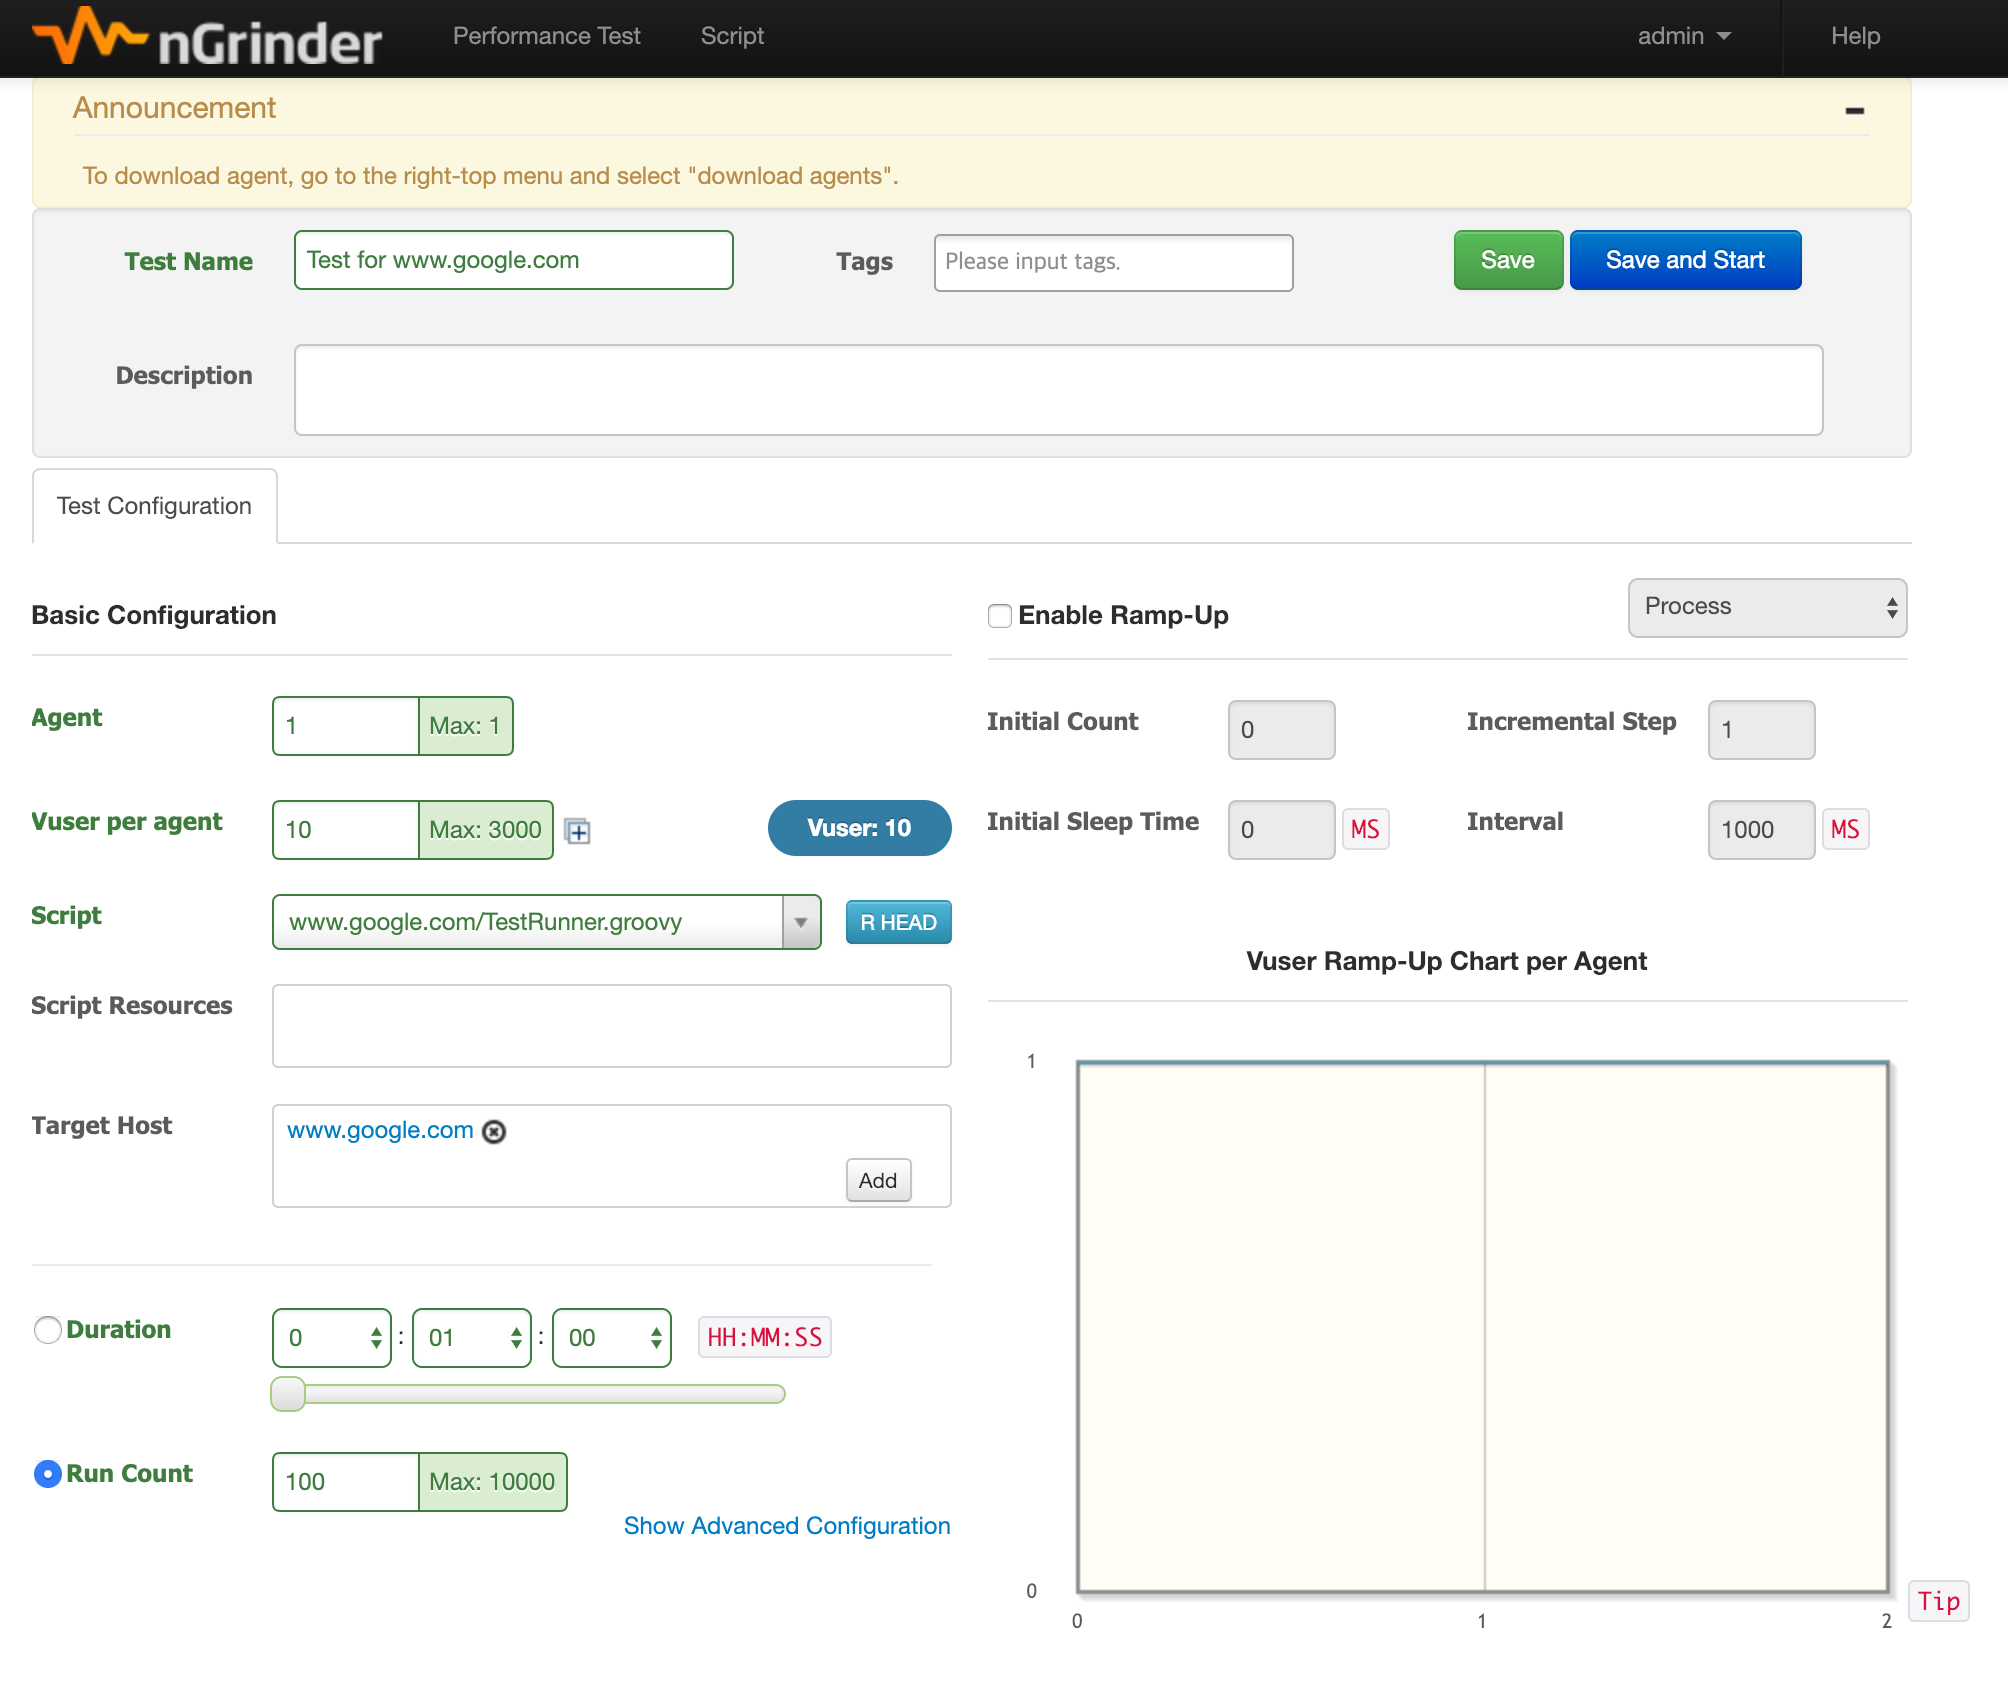 nGrinder Performance Test Script admin Help
Announcement
To download agent, go to the right-top menu and select "download agents".
Test Name Test for www.google.com Tags Please input tags. Save Save and Start
Description
Test Configuration
Basic Configuration
Agent 1 Max: 1
Vuser per agent 10 Max: 3000 Vuser: 10
Script www.google.com/TestRunner.groovy R HEAD
Script Resources
Target Host www.google.com
Add
Duration 0 : 01 : 00 HH:MM:SS
Run Count 100 Max: 10000
Show Advanced Configuration
Enable Ramp-Up Process
Initial Count 0 Incremental Step 1
Initial Sleep Time 0 MS Interval 1000 MS
Vuser Ramp-Up Chart per Agent
1
0
0 1 2
Tip